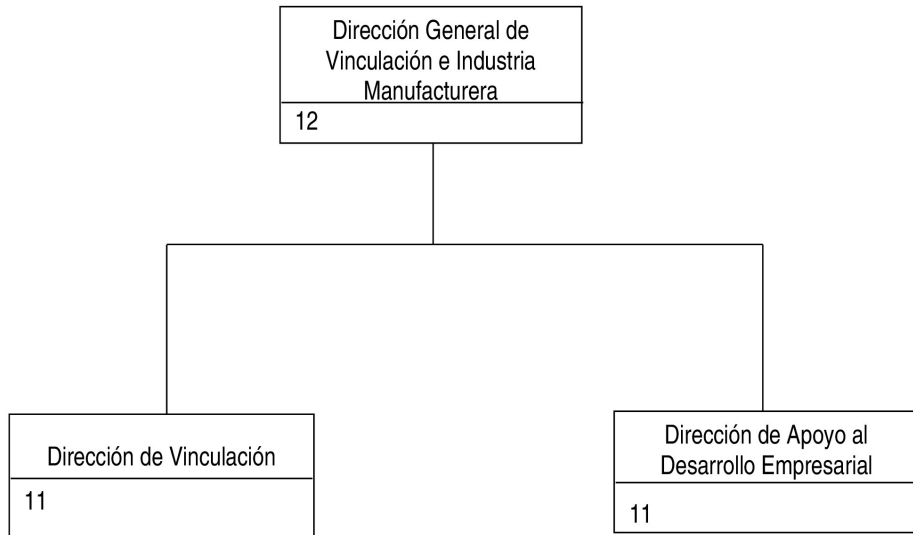 Dirección General de
Vinculación e Industria
Manufacturera
12
Dirección de Vinculación
11
Dirección de Apoyo al
Desarrollo Empresarial
11